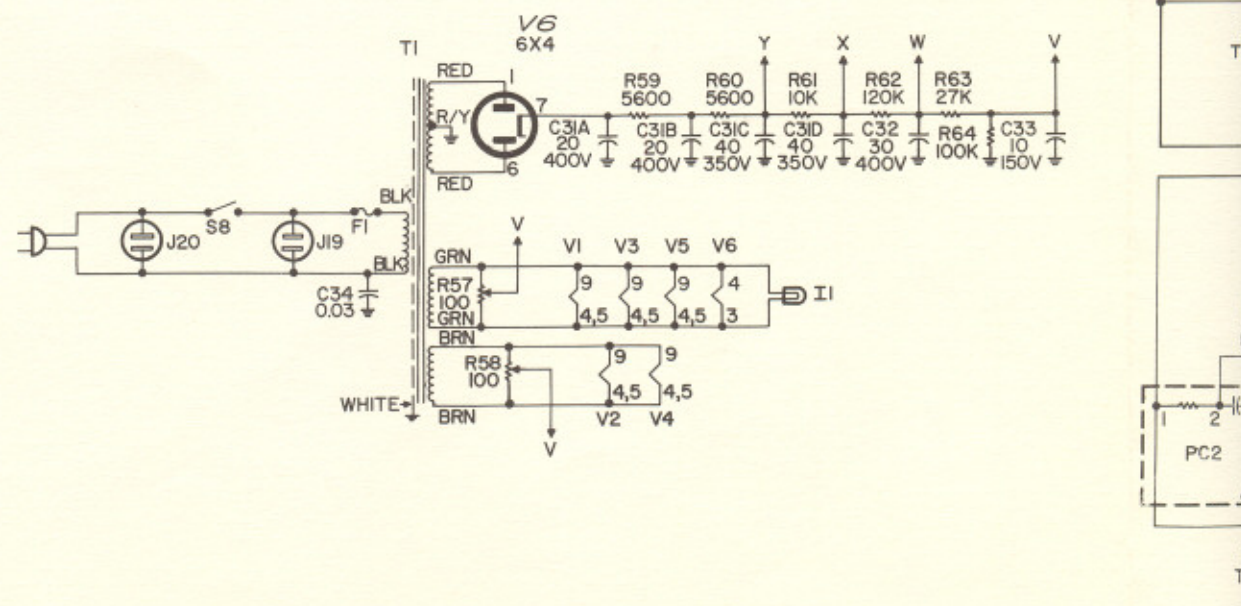 V6
6X4
T1
RED
1
R/Y
7
6
RED
C31A
20
400V
R59
5600
C31B
20
400V
R60
5600
C31C
40
350V
Y
R61
10K
C31D
40
350V
X
R62
120K
C32
30
400V
W
R63
27K
R64
100K
C33
10
150V
V
J20
S8
J19
F1
BLK
BLK
C34
0.03
GRN
R57
100
GRN
V
V1
9
4,5
V3
9
4,5
V5
9
4,5
V6
4
3
I1
BRN
R58
100
BRN
V
9
4,5
V2
9
4,5
V4
WHITE
T
1
2
PC2
T